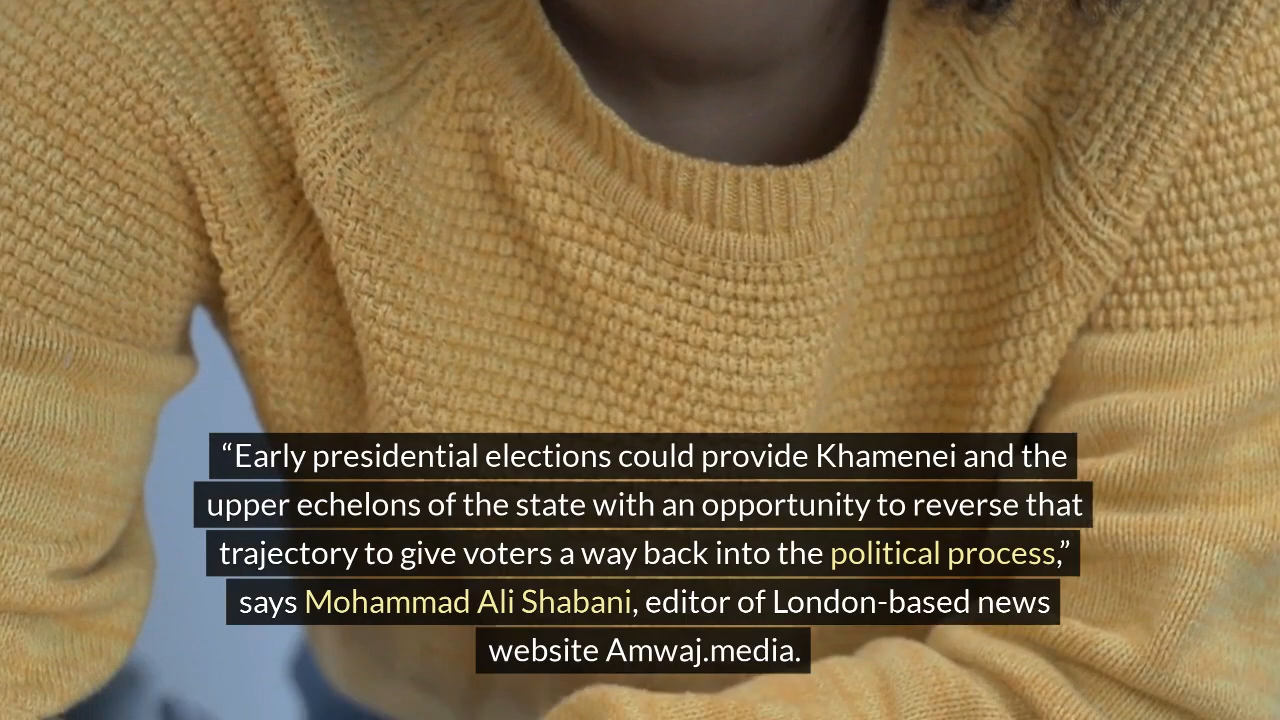 “Early presidential elections could provide Khamenei and the
upper echelons of the state with an opportunity to reverse that
trajectory to give voters a way back into the political process,”
says Mohammad Ali Shabani, editor of London-based news
website Amwaj.media.